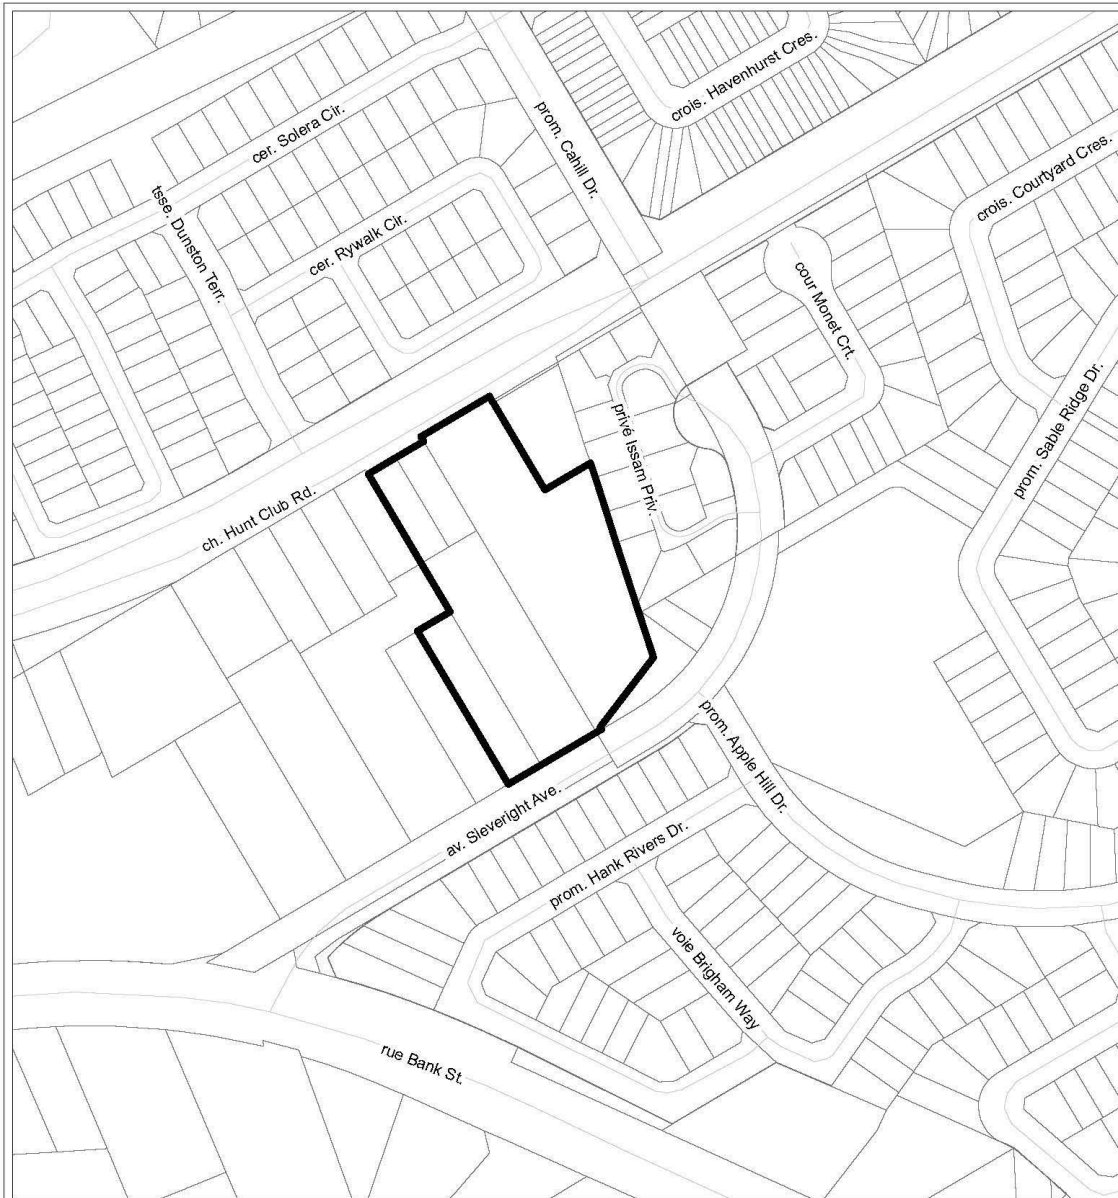 crois. Havenhurst Cres.
prom. Cahill Dr.
cer. Solera Cir.
crois. Courtyard Cres.
tsse. Dunston Terr.
cer. Rywalk Cir.
cour Monet Crt.
prom. Sable Ridge Dr.
privé Issam Priv.
ch. Hunt Club Rd.
prom. Apple Hill Dr.
av. Sieveright Ave.
prom. Hank Rivers Dr.
voie Brigham Way
rue Bank St.